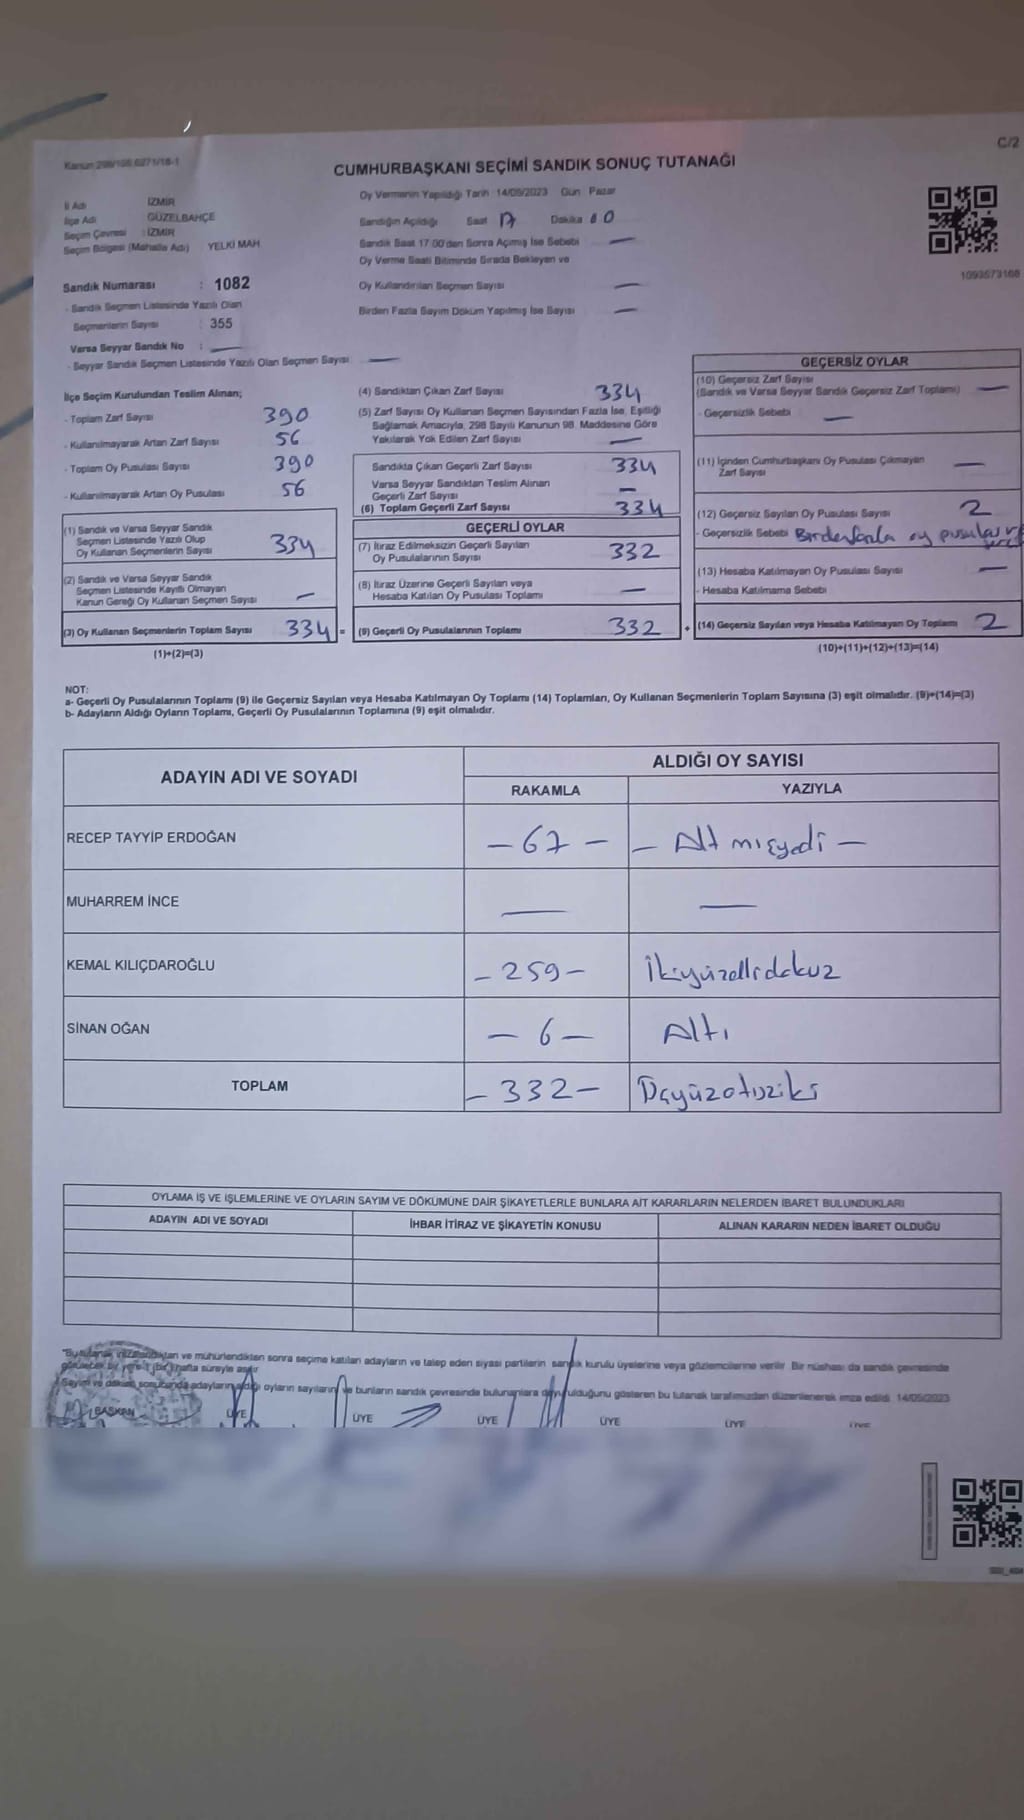 Kanun 298/105,6271/18-1
C/2
CUMHURBAŞKANI SEÇİMİ SANDIK SONUÇ TUTANAĞI
İl Adı İZMİR
İlçe Adı GÜZELBAHÇE
Seçim Çevresi : İZMİR
Seçim Bölgesi (Mahalle Adı) YELKİ MAH
Sandık Numarası : 1082
- Sandık Seçmen Listesinde Yazılı Olan
Seçmenlerin Sayısı : 355
Varsa Seyyar Sandık No : —
- Seyyar Sandık Seçmen Listesinde Yazılı Olan Seçmen Sayısı —
Oy Vermenin Yapıldığı Tarih : 14/05/2023 Gün : Pazar
Sandığın Açıldığı Saat 17 Dakika 00
Sandık Saat 17.00'den Sonra Açılmış İse Sebebi —
Oy Verme Saati Bitiminde Sırada Bekleyen ve
Oy Kullandırılan Seçmen Sayısı —
Birden Fazla Sayım Döküm Yapılmış İse Sayısı —
1093573168
İlçe Seçim Kurulundan Teslim Alınan;
- Toplam Zarf Sayısı 390
- Kullanılmayarak Artan Zarf Sayısı 56
- Toplam Oy Pusulası Sayısı 390
- Kullanılmayarak Artan Oy Pusulası 56
(1) Sandık ve Varsa Seyyar Sandık
Seçmen Listesinde Yazılı Olup
Oy Kullanan Seçmenlerin Sayısı 334
(2) Sandık ve Varsa Seyyar Sandık
Seçmen Listesinde Kayıtlı Olmayan
Kanun Gereği Oy Kullanan Seçmen Sayısı —
(3) Oy Kullanan Seçmenlerin Toplam Sayısı 334 =
(1)+(2)=(3)
(4) Sandıktan Çıkan Zarf Sayısı 334
(5) Zarf Sayısı Oy Kullanan Seçmen Sayısından Fazla İse, Eşitliği
Sağlamak Amacıyla, 298 Sayılı Kanunun 98. Maddesine Göre
Yakılarak Yok Edilen Zarf Sayısı —
Sandıkta Çıkan Geçerli Zarf Sayısı 334
Varsa Seyyar Sandıktan Teslim Alınan
Geçerli Zarf Sayısı —
(6) Toplam Geçerli Zarf Sayısı 334
GEÇERLİ OYLAR
(7) İtiraz Edilmeksizin Geçerli Sayılan
Oy Pusulalarının Sayısı 332
(8) İtiraz Üzerine Geçerli Sayılan veya
Hesaba Katılan Oy Pusulası Toplamı —
(9) Geçerli Oy Pusulalarının Toplamı 332 +
GEÇERSİZ OYLAR
(10) Geçersiz Zarf Sayısı
(Sandık ve Varsa Seyyar Sandık Geçersiz Zarf Toplamı) —
- Geçersizlik Sebebi —
(11) İçinden Cumhurbaşkanı Oy Pusulası Çıkmayan
Zarf Sayısı —
(12) Geçersiz Sayılan Oy Pusulası Sayısı 2
- Geçersizlik Sebebi Birden fazla oy pusulası
(13) Hesaba Katılmayan Oy Pusulası Sayısı —
- Hesaba Katılmama Sebebi
(14) Geçersiz Sayılan veya Hesaba Katılmayan Oy Toplamı 2
(10)+(11)+(12)+(13)=(14)
NOT:
a- Geçerli Oy Pusulalarının Toplamı (9) ile Geçersiz Sayılan veya Hesaba Katılmayan Oy Toplamı (14) Toplamları, Oy Kullanan Seçmenlerin Toplam Sayısına (3) eşit olmalıdır. (9)+(14)=(3)
b- Adayların Aldığı Oyların Toplamı, Geçerli Oy Pusulalarının Toplamına (9) eşit olmalıdır.
ADAYIN ADI VE SOYADI
ALDIĞI OY SAYISI
RAKAMLA YAZIYLA
RECEP TAYYİP ERDOĞAN — 67 — — Altmışyedi —
MUHARREM İNCE — —
KEMAL KILIÇDAROĞLU — 259 — İkiyüzellidokuz
SİNAN OĞAN — 6 — Altı
TOPLAM — 332 — Üçyüzotuziki
OYLAMA İŞ VE İŞLEMLERİNE VE OYLARIN SAYIM VE DÖKÜMÜNE DAİR ŞİKAYETLERLE BUNLARA AİT KARARLARIN NELERDEN İBARET BULUNDUKLARI
ADAYIN ADI VE SOYADI İHBAR İTİRAZ VE ŞİKAYETİN KONUSU ALINAN KARARIN NEDEN İBARET OLDUĞU
"Bu tutanak imzalandıktan ve mühürlendikten sonra seçime katılan adayların ve talep eden siyasi partilerin sandık kurulu üyelerine veya gözlemcilerine verilir. Bir nüshası da sandık çevresinde
görülecek bir yere 1 (bir) hafta süreyle asılır
Sayım ve döküm sonucunda adayların aldığı oyların sayılarını ve bunların sandık çevresinde bulunanlara duyurulduğunu gösteren bu tutanak tarafımızdan düzenlenerek imza edildi. 14/05/2023
BAŞKAN ÜYE ÜYE ÜYE ÜYE ÜYE ÜYE